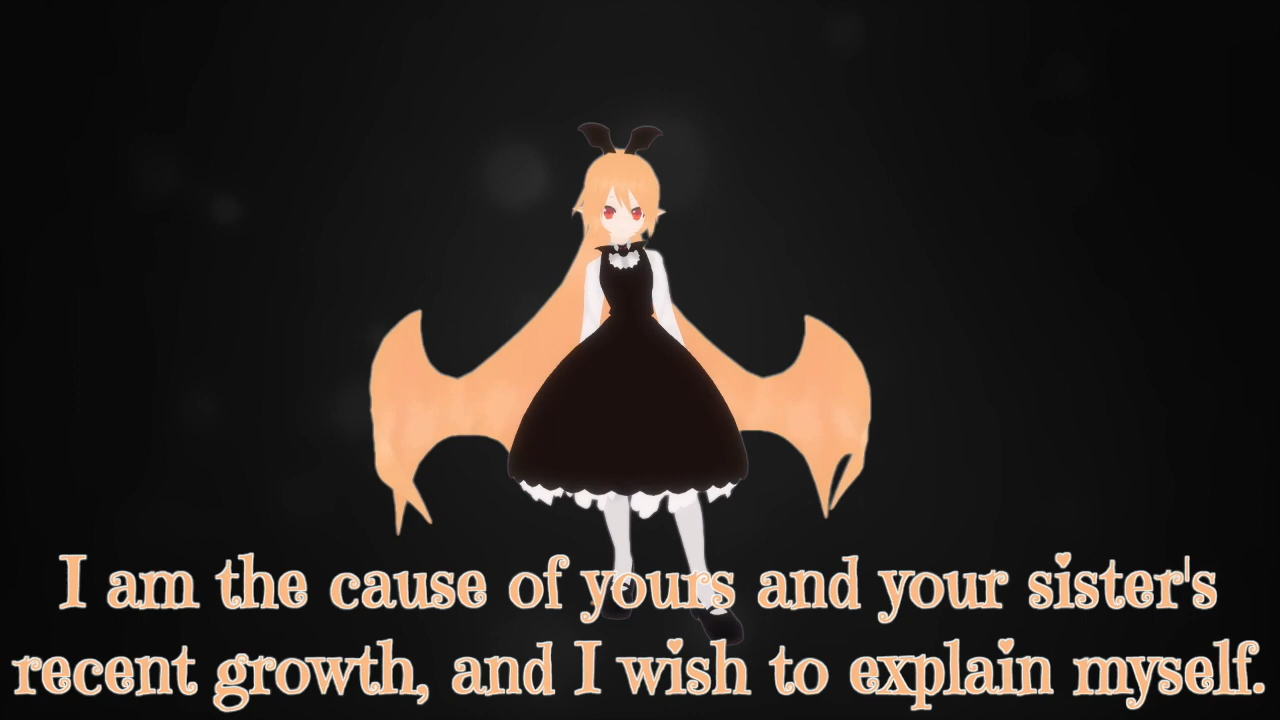 I am the cause of yours and your sister's
recent growth, and I wish to explain myself.